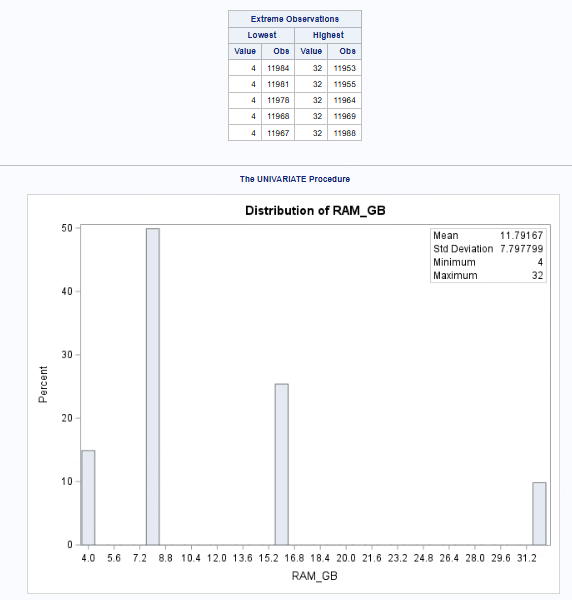 Extreme Observations
Lowest Highest
Value Obs Value Obs
4 11984 32 11953
4 11981 32 11955
4 11978 32 11964
4 11968 32 11969
4 11967 32 11988
The UNIVARIATE Procedure
Distribution of RAM_GB
Mean 11.79167
Std Deviation 7.797799
Minimum 4
Maximum 32
50
40
30
20
10
0
Percent
4.0 5.6 7.2 8.8 10.4 12.0 13.6 15.2 16.8 18.4 20.0 21.6 23.2 24.8 26.4 28.0 29.6 31.2
RAM_GB